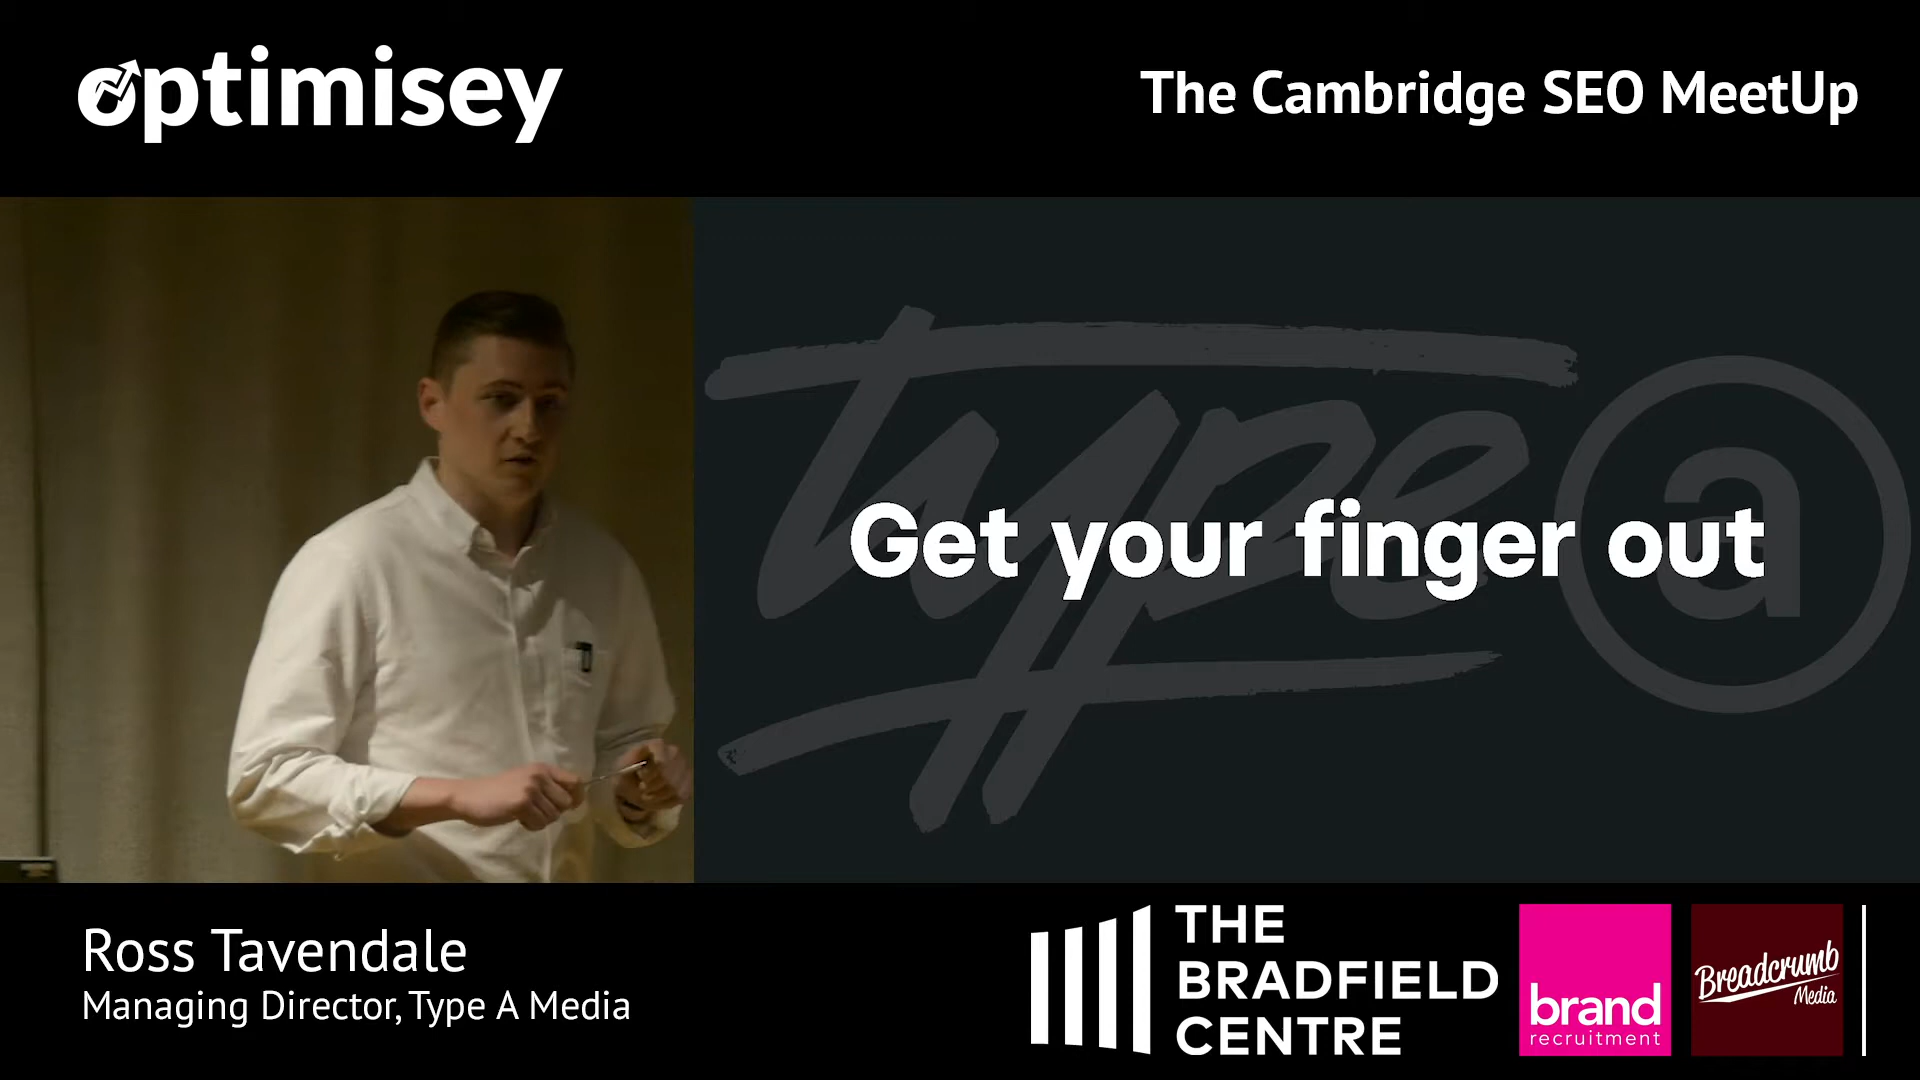 optimisey
The Cambridge SEO MeetUp
Type a
Get your finger out
Ross Tavendale
Managing Director, Type A Media
THE
BRADFIELD
CENTRE
brand
recruitment
Breadcrumb
Media